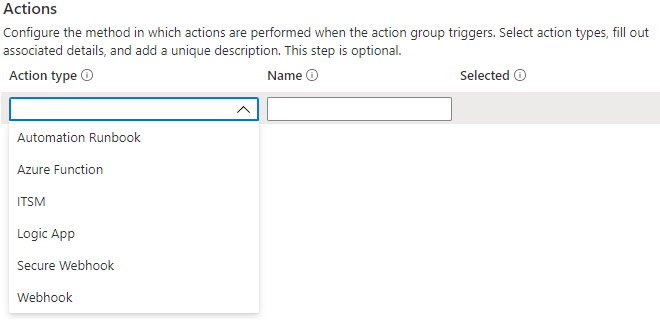 Actions
Configure the method in which actions are performed when the action group triggers. Select action types, fill out
associated details, and add a unique description. This step is optional.
Action type Name Selected
Automation Runbook
Azure Function
ITSM
Logic App
Secure Webhook
Webhook